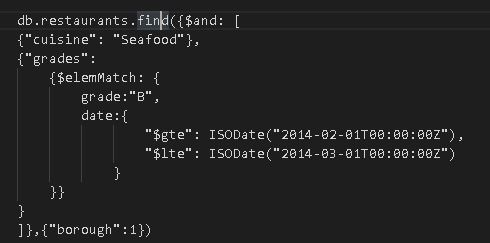 db.restaurants.find({$and: [
{"cuisine": "Seafood"},
{"grades":
{$elemMatch: {
grade:"B",
date:{
"$gte": ISODate("2014-02-01T00:00:00Z"),
"$lte": ISODate("2014-03-01T00:00:00Z")
}
}}
}
]},{"borough":1})